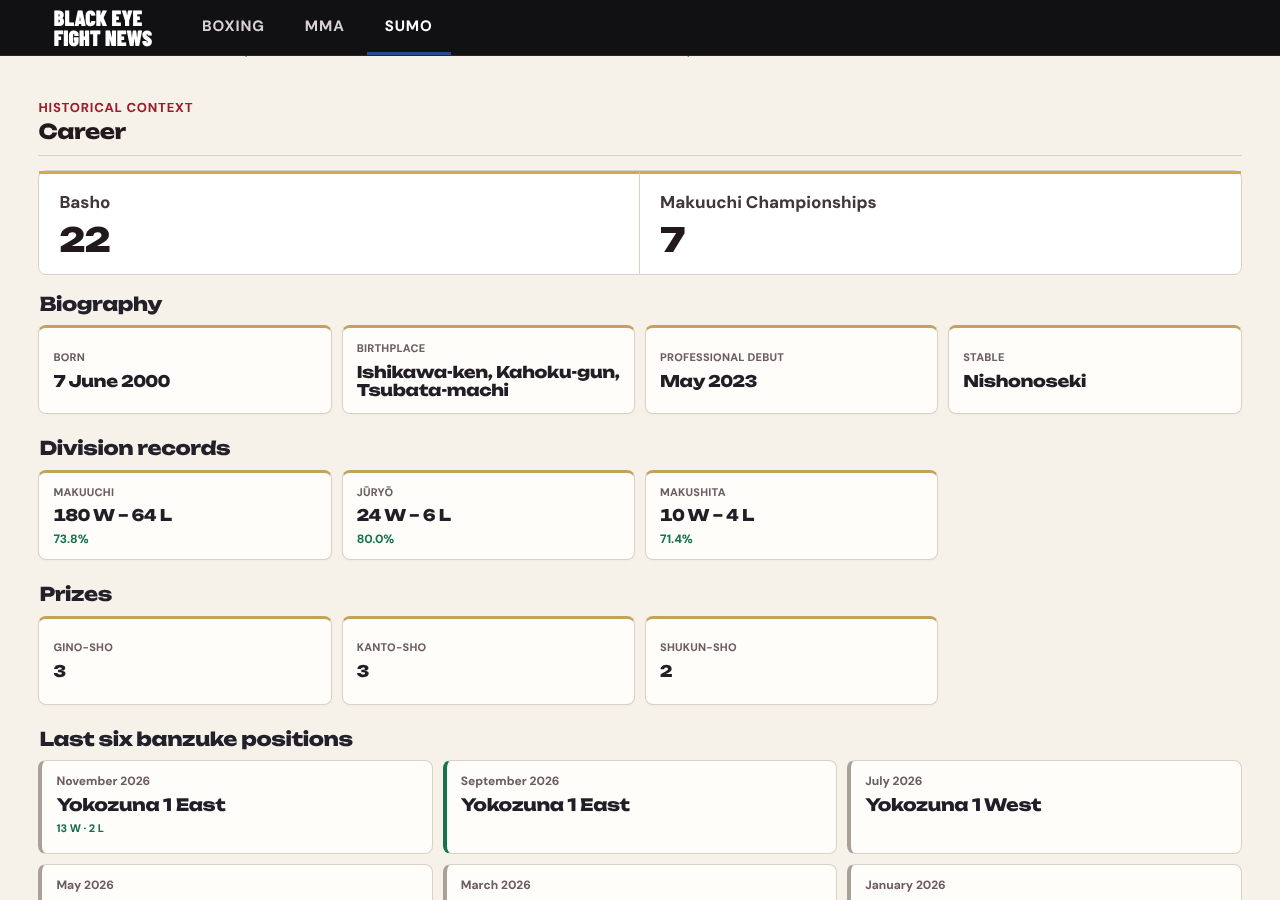 BLACK EYE
FIGHT NEWS
BOXING
MMA
SUMO
HISTORICAL CONTEXT
Career
Basho
22
Makuuchi Championships
7
Biography
BORN
7 June 2000
BIRTHPLACE
Ishikawa-ken, Kahoku-gun,
Tsubata-machi
PROFESSIONAL DEBUT
May 2023
STABLE
Nishonoseki
Division records
MAKUUCHI
180 W – 64 L
73.8%
JŪRYŌ
24 W – 6 L
80.0%
MAKUSHITA
10 W – 4 L
71.4%
Prizes
GINO-SHO
3
KANTO-SHO
3
SHUKUN-SHO
2
Last six banzuke positions
November 2026
Yokozuna 1 East
13 W · 2 L
September 2026
Yokozuna 1 East
July 2026
Yokozuna 1 West
May 2026
March 2026
January 2026